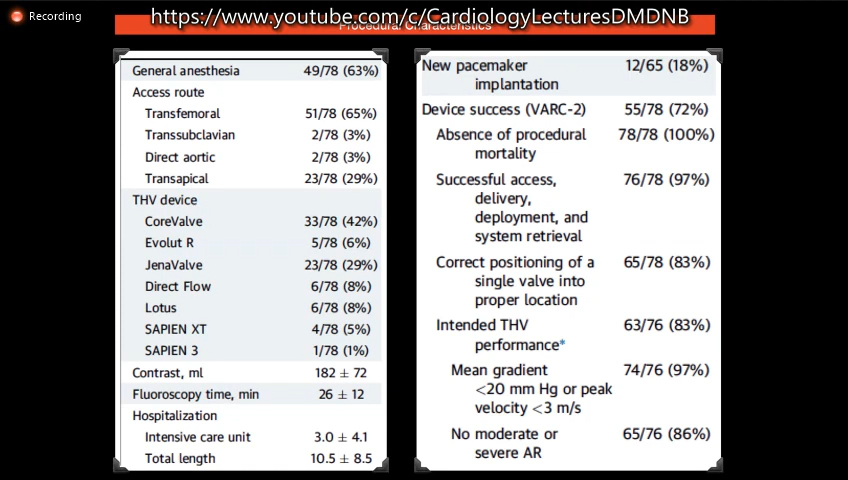 Recording
https://www.youtube.com/c/CardiologyLecturesDMDNB
Procedural Characteristics
General anesthesia 49/78 (63%)
Access route
Transfemoral 51/78 (65%)
Transsubclavian 2/78 (3%)
Direct aortic 2/78 (3%)
Transapical 23/78 (29%)
THV device
CoreValve 33/78 (42%)
Evolut R 5/78 (6%)
JenaValve 23/78 (29%)
Direct Flow 6/78 (8%)
Lotus 6/78 (8%)
SAPIEN XT 4/78 (5%)
SAPIEN 3 1/78 (1%)
Contrast, ml 182 ± 72
Fluoroscopy time, min 26 ± 12
Hospitalization
Intensive care unit 3.0 ± 4.1
Total length 10.5 ± 8.5
New pacemaker 12/65 (18%)
implantation
Device success (VARC-2) 55/78 (72%)
Absence of procedural 78/78 (100%)
mortality
Successful access, 76/78 (97%)
delivery,
deployment, and
system retrieval
Correct positioning of a 65/78 (83%)
single valve into
proper location
Intended THV 63/76 (83%)
performance*
Mean gradient 74/76 (97%)
<20 mm Hg or peak
velocity <3 m/s
No moderate or 65/76 (86%)
severe AR